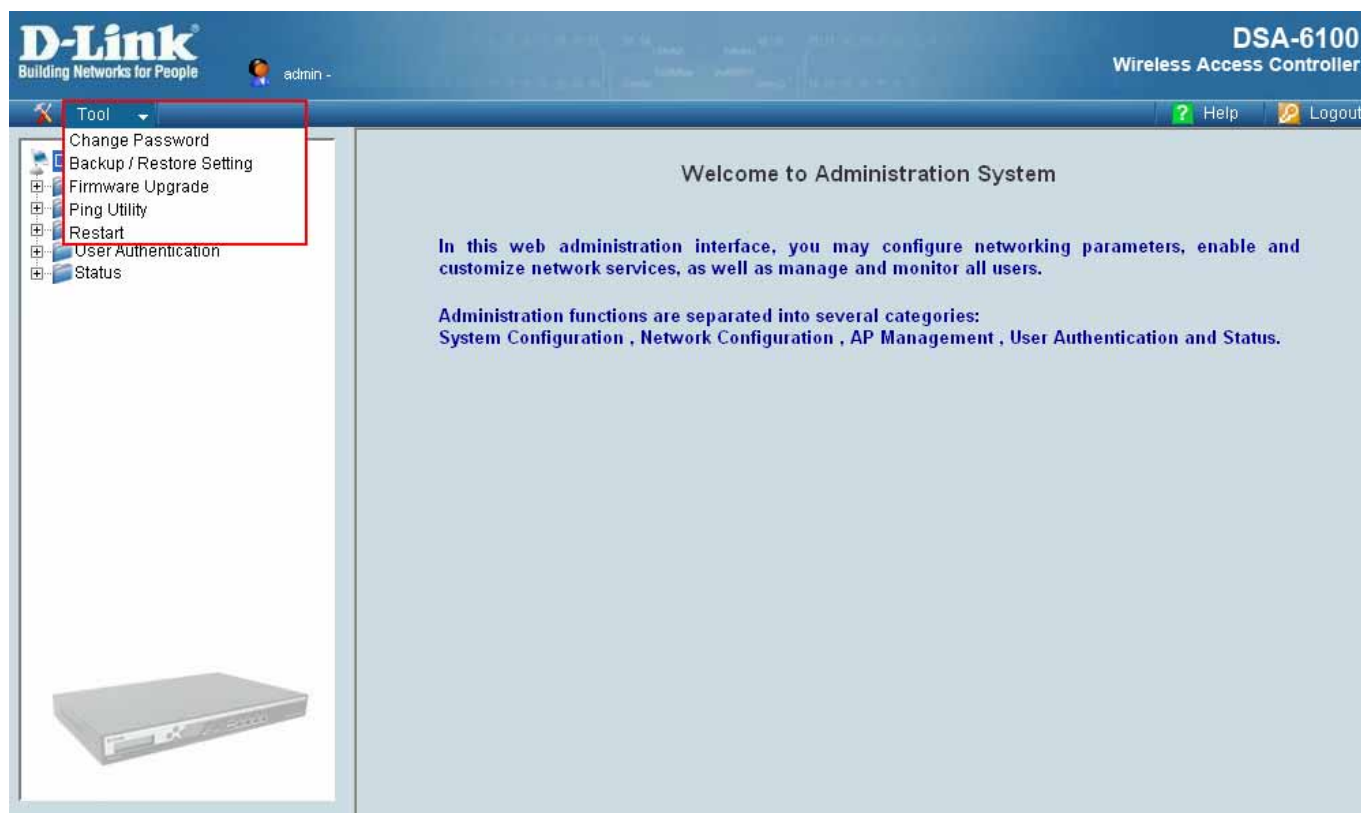 D-Link
Building Networks for People
admin -
DSA-6100
Wireless Access Controller
Tool
Help
Logout
Change Password
Backup / Restore Setting
Firmware Upgrade
Ping Utility
Restart
User Authentication
Status
Welcome to Administration System
In this web administration interface, you may configure networking parameters, enable and
customize network services, as well as manage and monitor all users.
Administration functions are separated into several categories:
System Configuration , Network Configuration , AP Management , User Authentication and Status.